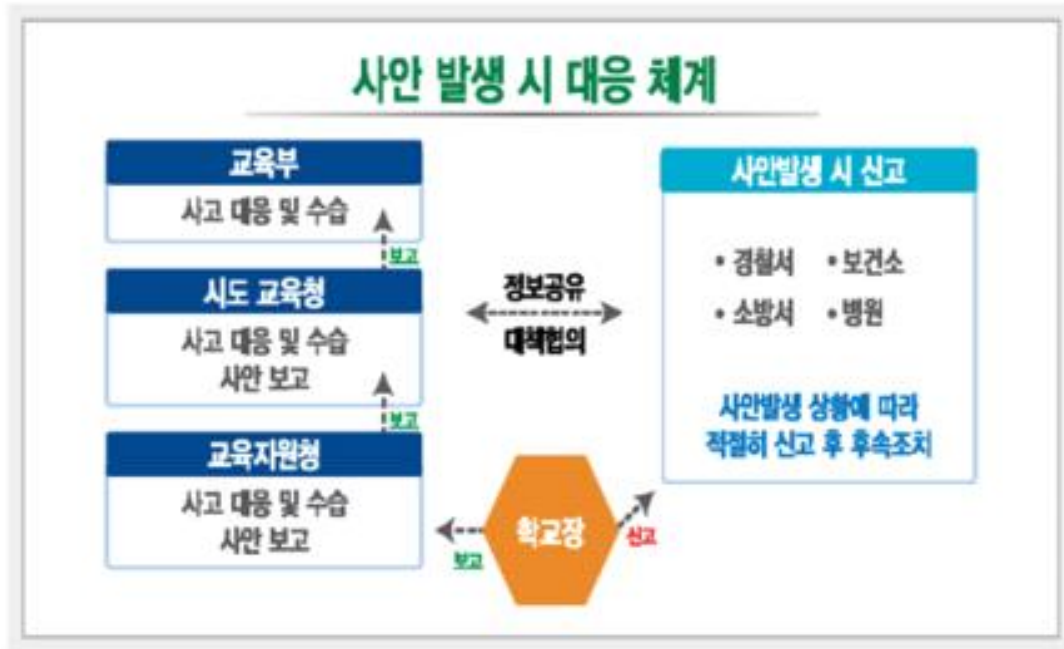 사안 발생 시 대응 체계
교육부
사고 대응 및 수습
보고
시도 교육청
사고 대응 및 수습
사안 보고
보고
교육지원청
사고 대응 및 수습
사안 보고
정보공유
대책협의
학교장
보고
신고
사안발생 시 신고
• 경찰서 • 보건소
• 소방서 • 병원
사안발생 상황에 따라
적절히 신고 후 후속조치